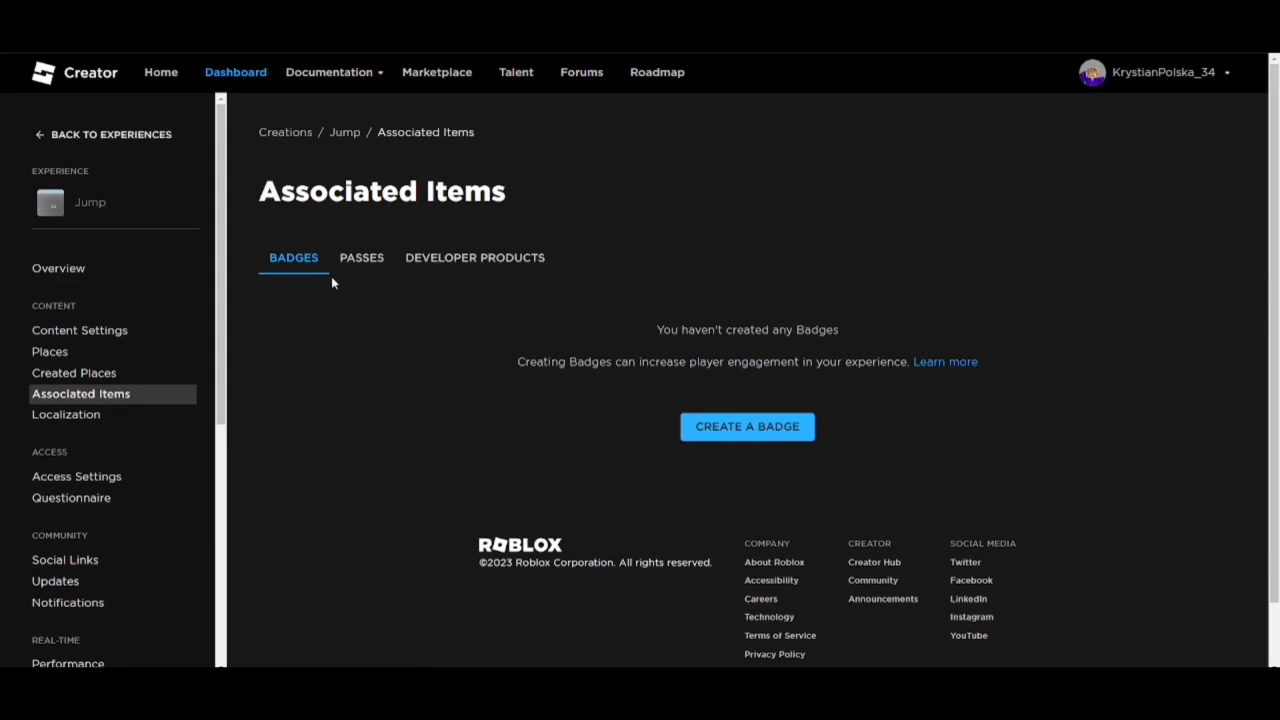 Creator Home Dashboard Documentation Marketplace Talent Forums Roadmap KrystianPolska_34
BACK TO EXPERIENCES
EXPERIENCE
Jump
Overview
CONTENT
Content Settings
Places
Created Places
Associated Items
Localization
ACCESS
Access Settings
Questionnaire
COMMUNITY
Social Links
Updates
Notifications
REAL-TIME
Performance
Creations / Jump / Associated Items
Associated Items
BADGES PASSES DEVELOPER PRODUCTS
You haven't created any Badges
Creating Badges can increase player engagement in your experience. Learn more
CREATE A BADGE
ROBLOX
©2023 Roblox Corporation. All rights reserved.
COMPANY
About Roblox
Accessibility
Careers
Technology
Terms of Service
Privacy Policy
CREATOR
Creator Hub
Community
Announcements
SOCIAL MEDIA
Twitter
Facebook
LinkedIn
Instagram
YouTube